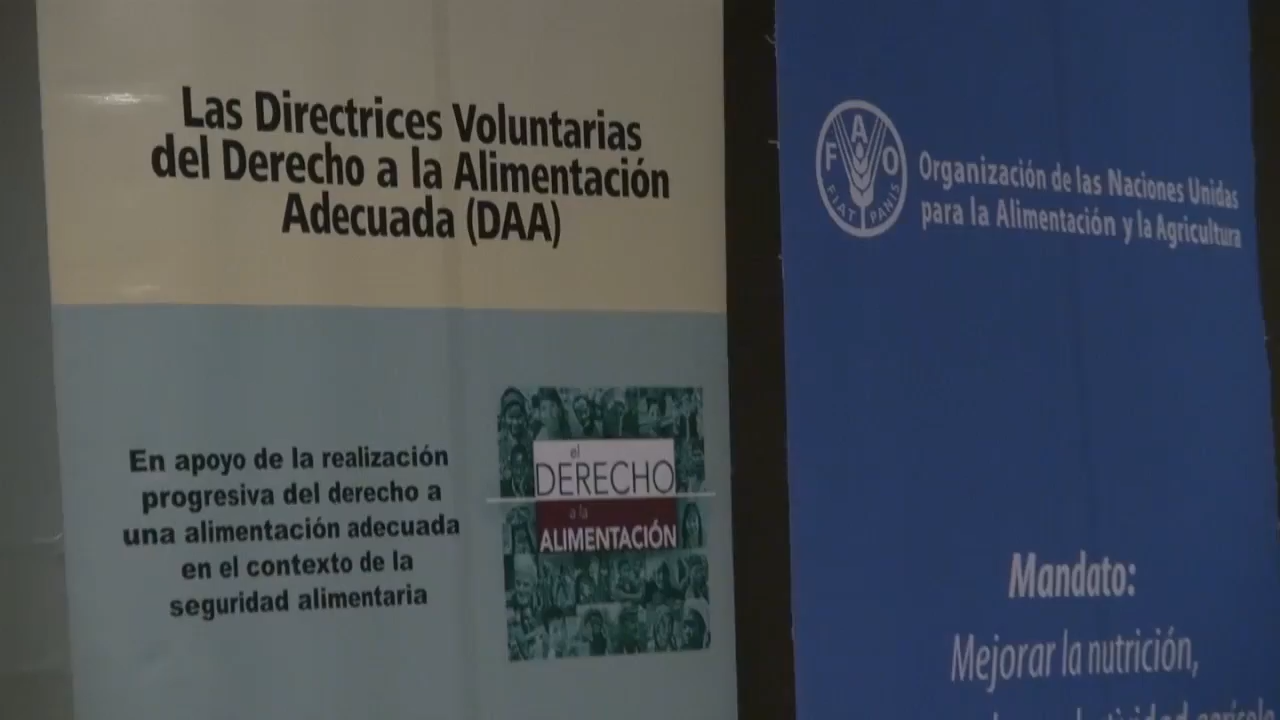 Las Directrices Voluntarias
del Derecho a la Alimentación
Adecuada (DAA)
En apoyo de la realización
progresiva del derecho a
una alimentación adecuada
en el contexto de la
seguridad alimentaria
el
DERECHO
a la
ALIMENTACIÓN
FAO
FIAT PANIS
Organización de las Naciones Unidas
para la Alimentación y la Agricultura
Mandato:
Mejorar la nutrición,